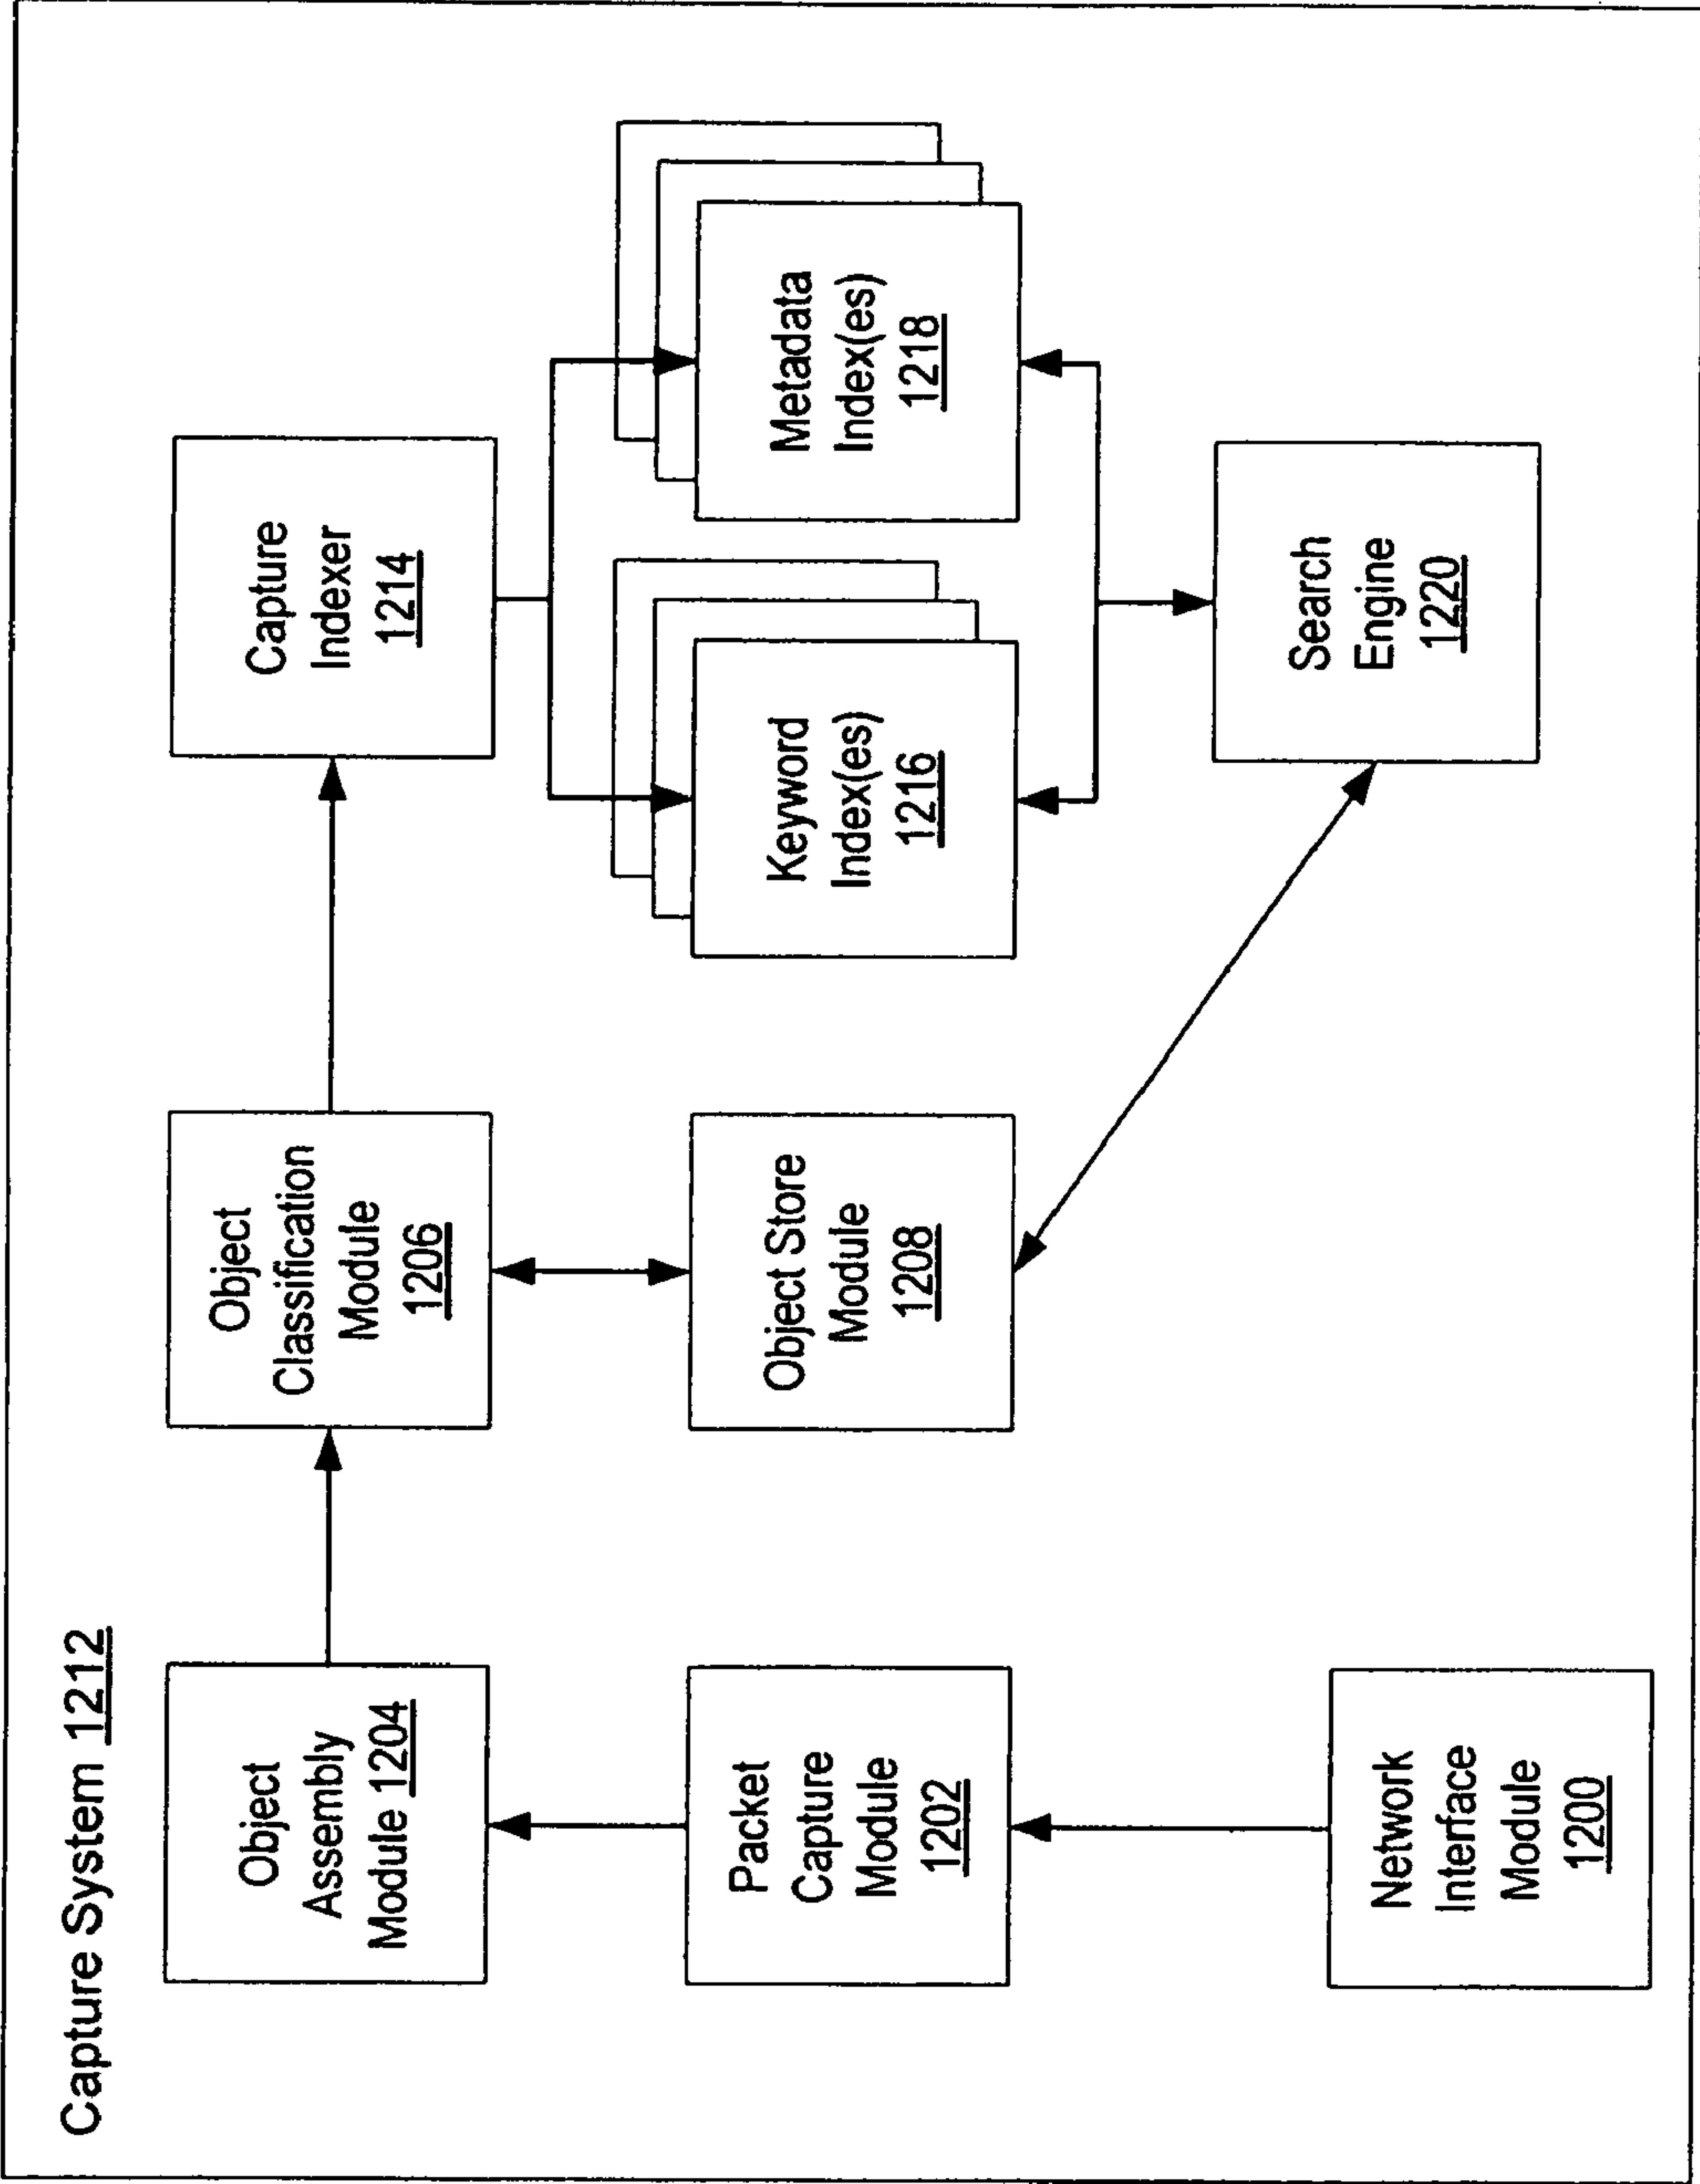 Capture System 1212
Object
Assembly
Module 1204
Object
Classification
Module
1206
Capture
Indexer
1214
Packet
Capture
Module
1202
Object Store
Module
1208
Keyword
Index(es)
1216
Metadata
Index(es)
1218
Network
Interface
Module
1200
Search
Engine
1220